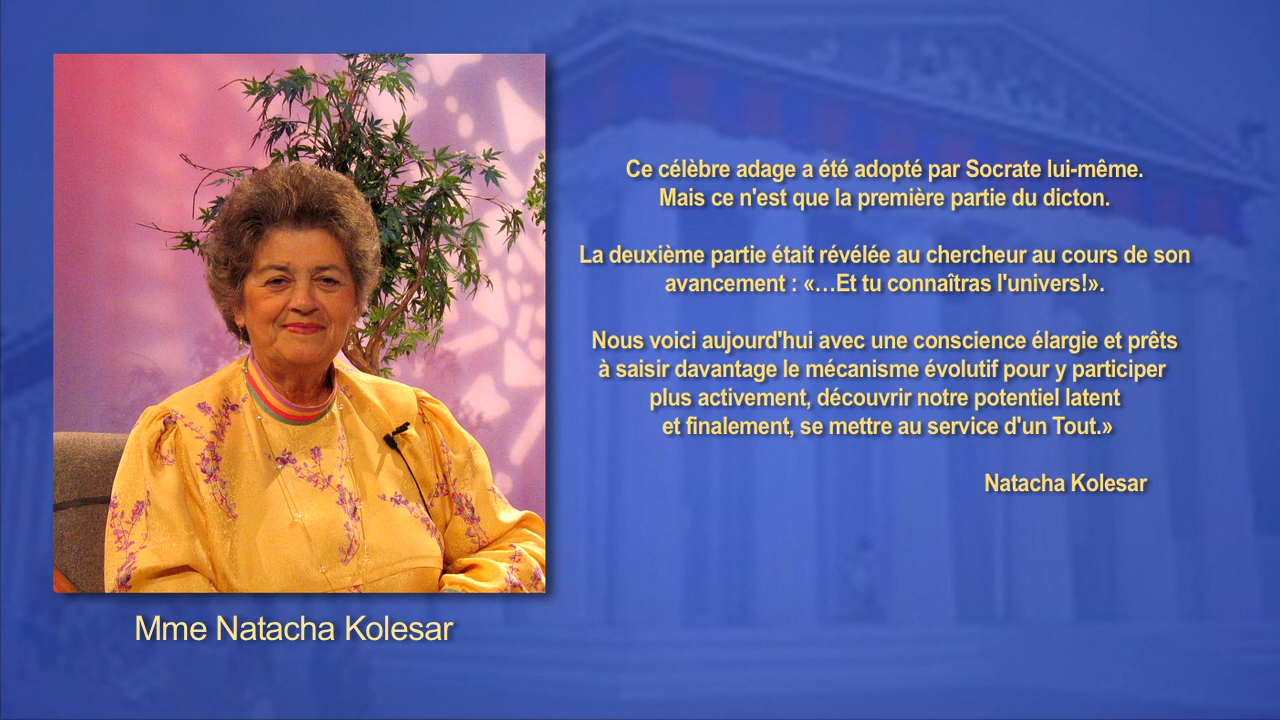 Ce célèbre adage a été adopté par Socrate lui-même.
Mais ce n'est que la première partie du dicton.
La deuxième partie était révélée au chercheur au cours de son
avancement : «…Et tu connaîtras l'univers!».
Nous voici aujourd'hui avec une conscience élargie et prêts
à saisir davantage le mécanisme évolutif pour y participer
plus activement, découvrir notre potentiel latent
et finalement, se mettre au service d'un Tout.»
Natacha Kolesar
Mme Natacha Kolesar